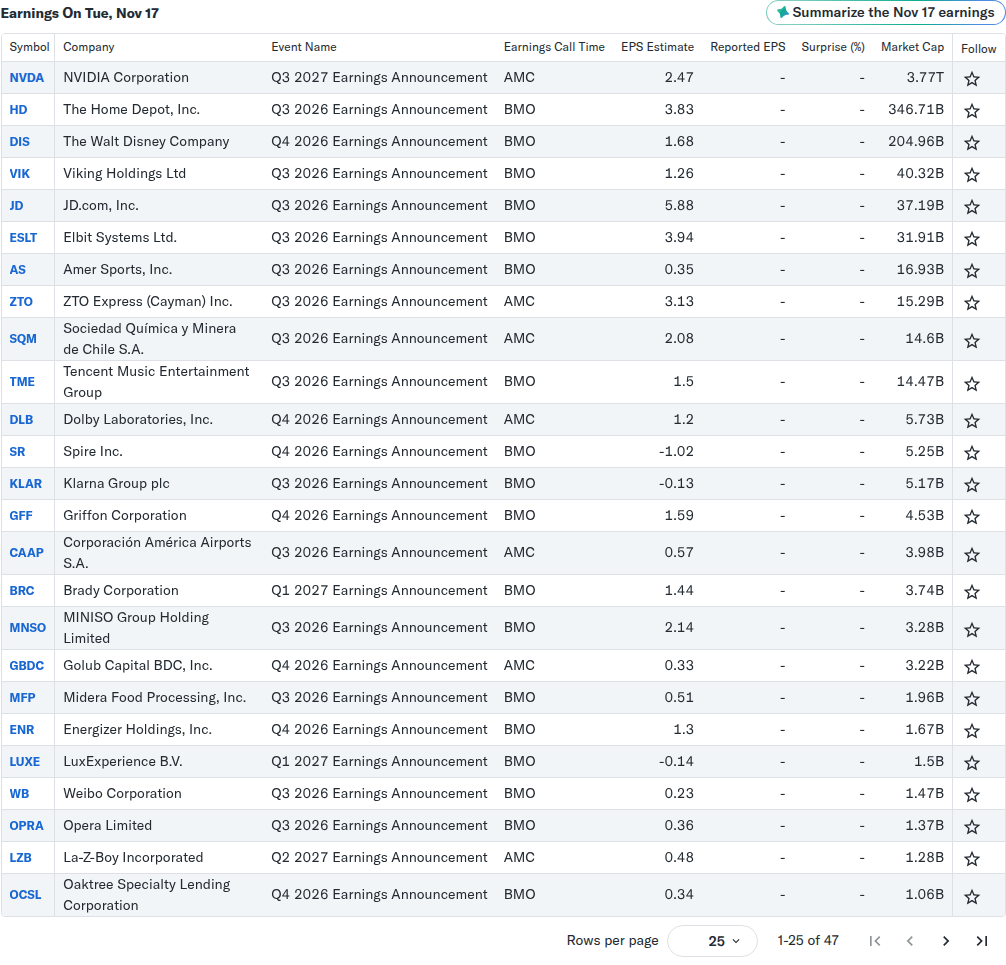 Earnings On Tue, Nov 17
Summarize the Nov 17 earnings
Symbol Company Event Name Earnings Call Time EPS Estimate Reported EPS Surprise (%) Market Cap Follow
NVDA NVIDIA Corporation Q3 2027 Earnings Announcement AMC 2.47 - - 3.77T
HD The Home Depot, Inc. Q3 2026 Earnings Announcement BMO 3.83 - - 346.71B
DIS The Walt Disney Company Q4 2026 Earnings Announcement BMO 1.68 - - 204.96B
VIK Viking Holdings Ltd Q3 2026 Earnings Announcement BMO 1.26 - - 40.32B
JD JD.com, Inc. Q3 2026 Earnings Announcement BMO 5.88 - - 37.19B
ESLT Elbit Systems Ltd. Q3 2026 Earnings Announcement BMO 3.94 - - 31.91B
AS Amer Sports, Inc. Q3 2026 Earnings Announcement BMO 0.35 - - 16.93B
ZTO ZTO Express (Cayman) Inc. Q3 2026 Earnings Announcement AMC 3.13 - - 15.29B
Sociedad Química y Minera
SQM Q3 2026 Earnings Announcement AMC 2.08 - - 14.6B
de Chile S.A.
Tencent Music Entertainment
TME Q3 2026 Earnings Announcement BMO 1.5 - - 14.47B
Group
DLB Dolby Laboratories, Inc. Q4 2026 Earnings Announcement AMC 1.2 - - 5.73B
SR Spire Inc. Q4 2026 Earnings Announcement BMO -1.02 - - 5.25B
KLAR Klarna Group plc Q3 2026 Earnings Announcement BMO -0.13 - - 5.17B
GFF Griffon Corporation Q4 2026 Earnings Announcement BMO 1.59 - - 4.53B
Corporación América Airports
CAAP Q3 2026 Earnings Announcement AMC 0.57 - - 3.98B
S.A.
BRC Brady Corporation Q1 2027 Earnings Announcement BMO 1.44 - - 3.74B
MINISO Group Holding
MNSO Q3 2026 Earnings Announcement BMO 2.14 - - 3.28B
Limited
GBDC Golub Capital BDC, Inc. Q4 2026 Earnings Announcement AMC 0.33 - - 3.22B
MFP Midera Food Processing, Inc. Q3 2026 Earnings Announcement BMO 0.51 - - 1.96B
ENR Energizer Holdings, Inc. Q4 2026 Earnings Announcement BMO 1.3 - - 1.67B
LUXE LuxExperience B.V. Q1 2027 Earnings Announcement BMO -0.14 - - 1.5B
WB Weibo Corporation Q3 2026 Earnings Announcement BMO 0.23 - - 1.47B
OPRA Opera Limited Q3 2026 Earnings Announcement BMO 0.36 - - 1.37B
LZB La-Z-Boy Incorporated Q2 2027 Earnings Announcement AMC 0.48 - - 1.28B
Oaktree Specialty Lending
OCSL Q4 2026 Earnings Announcement BMO 0.34 - - 1.06B
Corporation
Rows per page 25 1-25 of 47